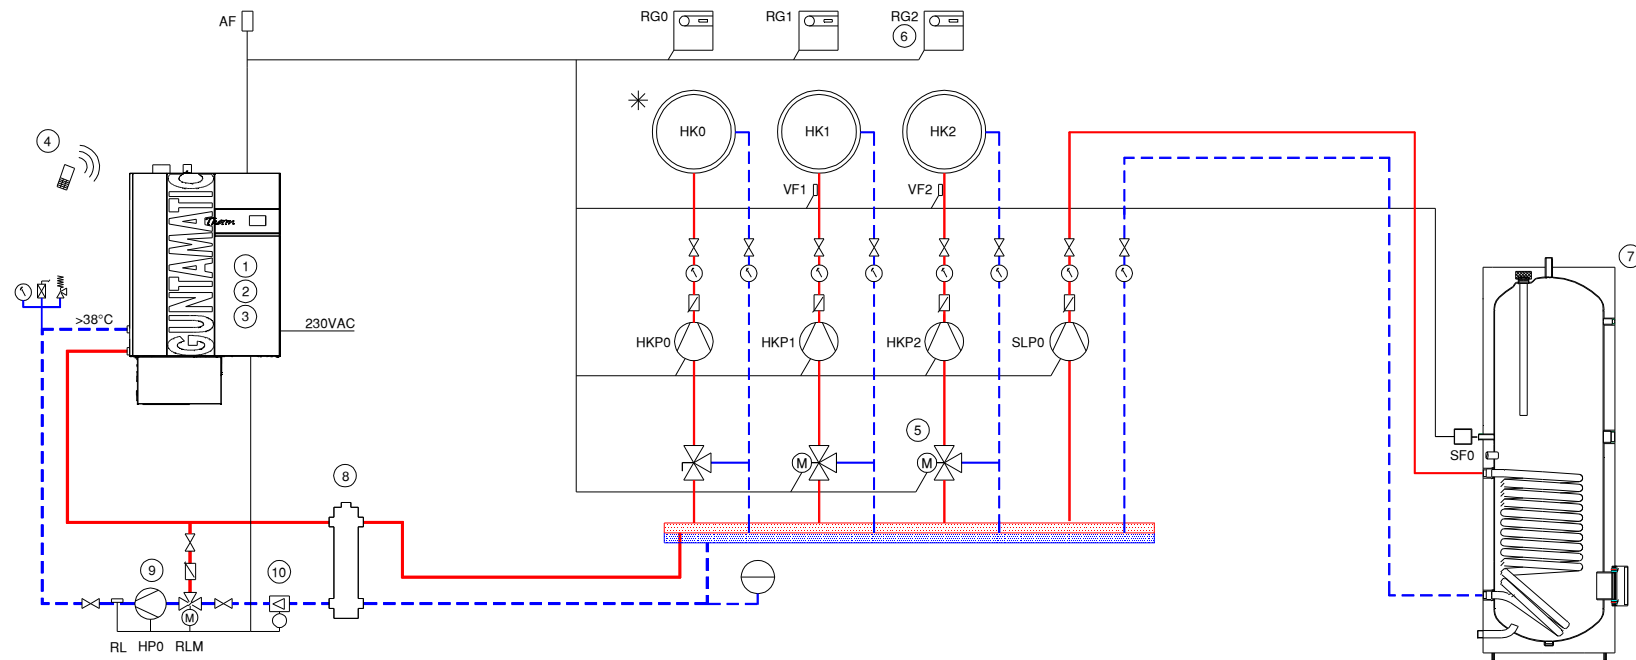 AF
RG0
RG1
RG2
6
4
HK0
HK1
HK2
VF1
VF2
GUNTAMATIC
Therm
1
2
3
7
>38°C
230VAC
HKP0
HKP1
HKP2
SLP0
5
M
M
SF0
8
9
10
M
RL
HP0
RLM